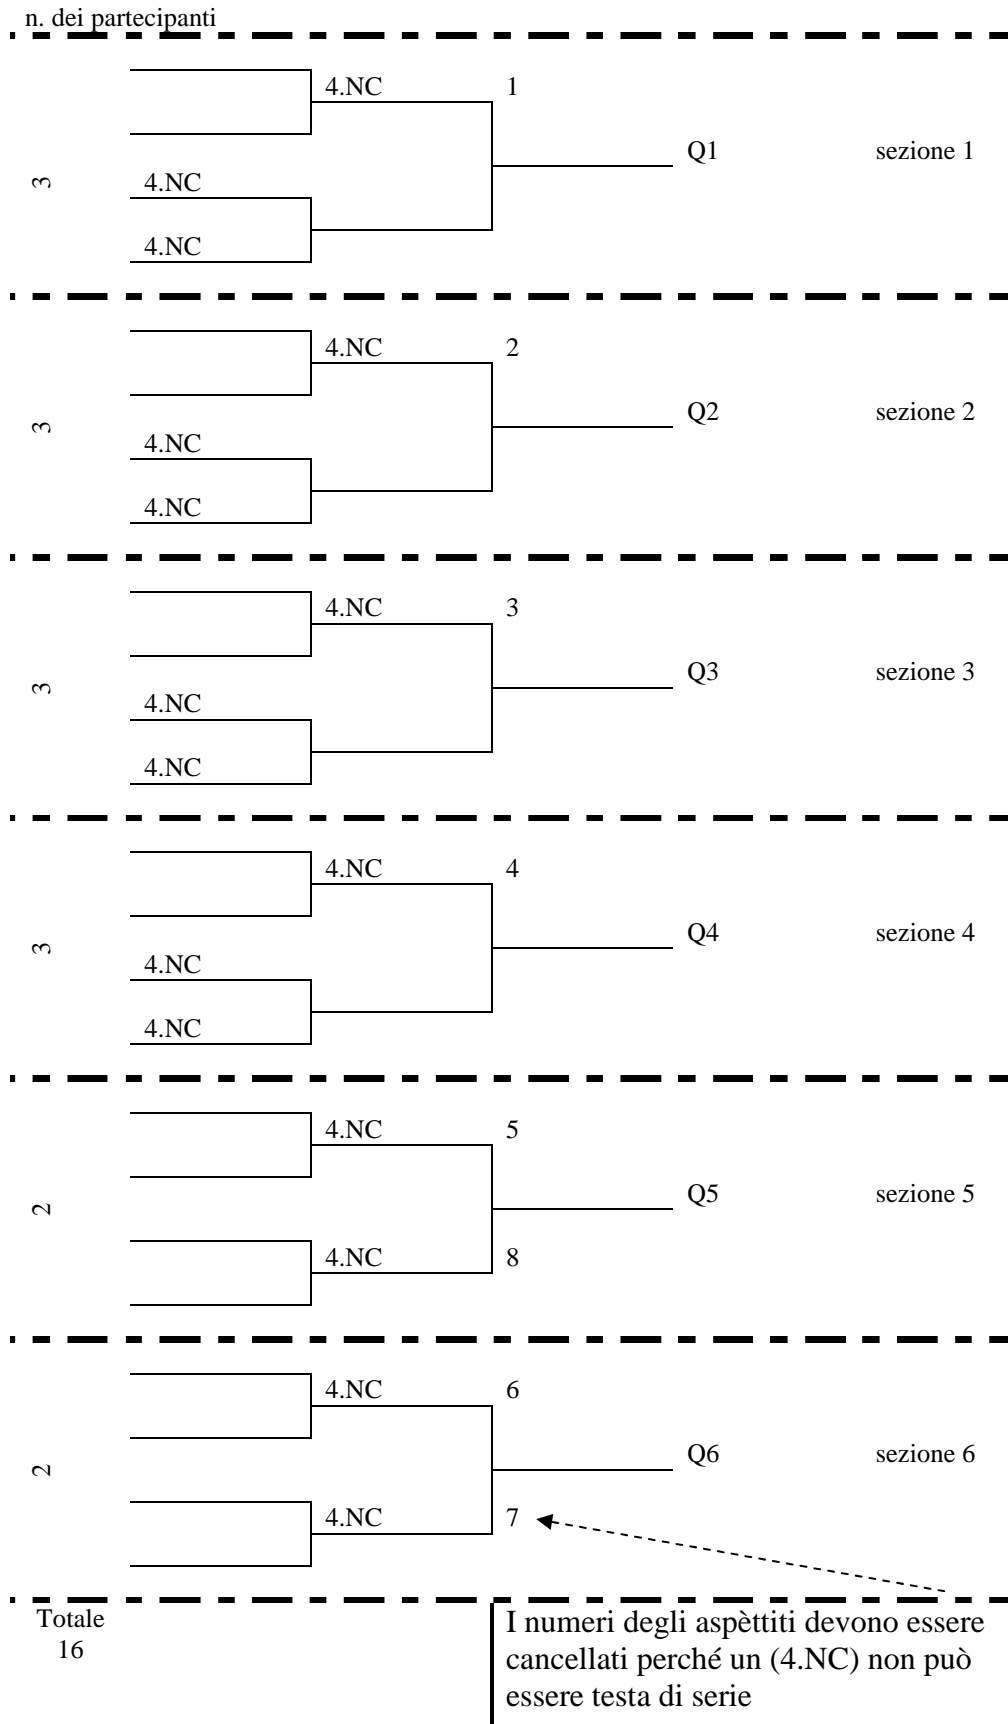 n. dei partecipanti
4.NC 1
Q1 sezione 1
3 4.NC
4.NC
4.NC 2
Q2 sezione 2
3 4.NC
4.NC
4.NC 3
Q3 sezione 3
3 4.NC
4.NC
4.NC 4
Q4 sezione 4
3 4.NC
4.NC
4.NC 5
Q5 sezione 5
2
4.NC 8
4.NC 6
Q6 sezione 6
2
4.NC 7
Totale
16
I numeri degli aspèttiti devono essere
cancellati perché un (4.NC) non può
essere testa di serie